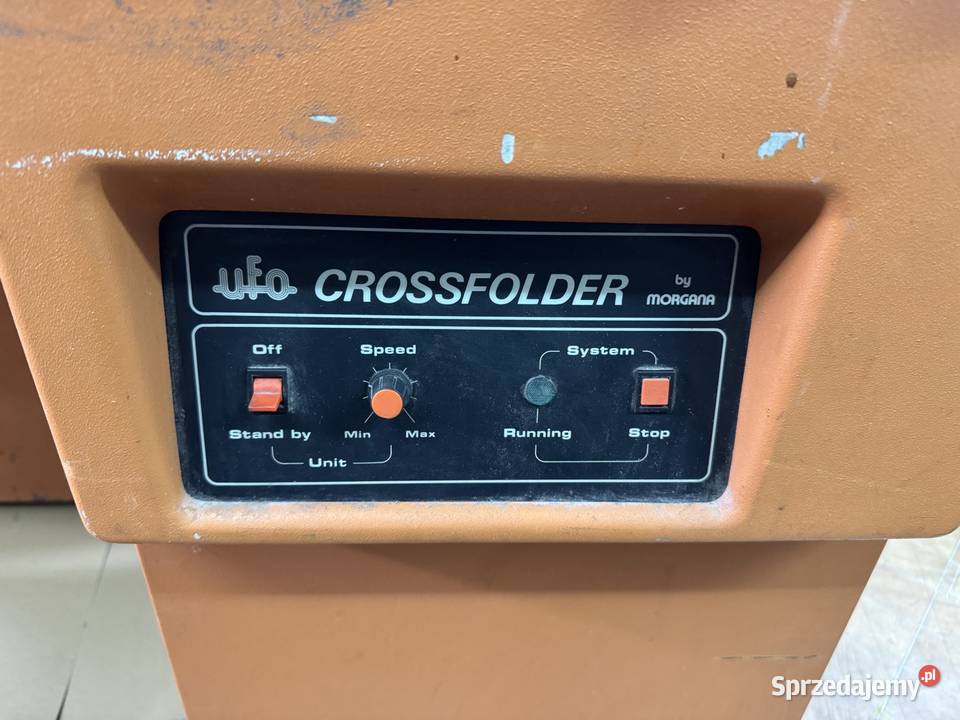 ufo CROSSFOLDER by MORGANA
Off Speed System
Stand by Min Max Running Stop
Unit
Sprzedajemy.pl